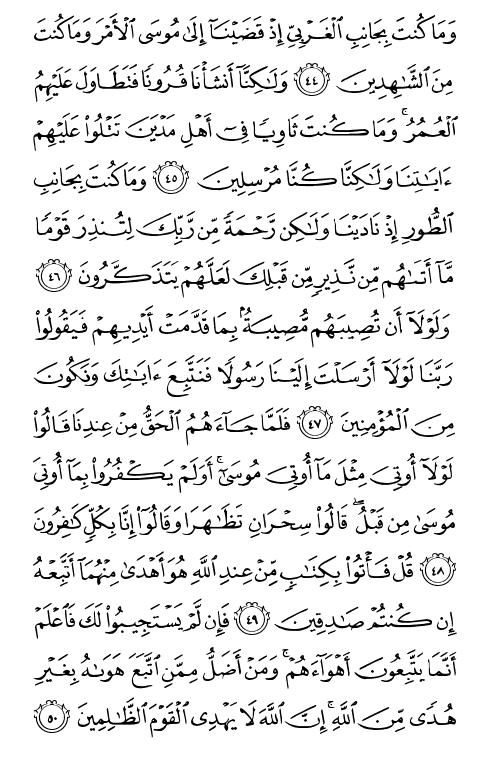 وَمَا كُنتَ بِجَانِبِ ٱلْغَرْبِىِّ إِذْ قَضَيْنَآ إِلَىٰ مُوسَى ٱلْأَمْرَ وَمَا كُنتَ
مِنَ ٱلشَّٰهِدِينَ ٤٤ وَلَٰكِنَّآ أَنشَأْنَا قُرُونًا فَتَطَاوَلَ عَلَيْهِمُ
ٱلْعُمُرُ ۚ وَمَا كُنتَ ثَاوِيًا فِىٓ أَهْلِ مَدْيَنَ تَتْلُوا۟ عَلَيْهِمْ
ءَايَٰتِنَا وَلَٰكِنَّا كُنَّا مُرْسِلِينَ ٤٥ وَمَا كُنتَ بِجَانِبِ
ٱلطُّورِ إِذْ نَادَيْنَا وَلَٰكِن رَّحْمَةً مِّن رَّبِّكَ لِتُنذِرَ قَوْمًا
مَّآ أَتَىٰهُم مِّن نَّذِيرٍ مِّن قَبْلِكَ لَعَلَّهُمْ يَتَذَكَّرُونَ ٤٦
وَلَوْلَآ أَن تُصِيبَهُم مُّصِيبَةٌۢ بِمَا قَدَّمَتْ أَيْدِيهِمْ فَيَقُولُوا۟
رَبَّنَا لَوْلَآ أَرْسَلْتَ إِلَيْنَا رَسُولًا فَنَتَّبِعَ ءَايَٰتِكَ وَنَكُونَ
مِنَ ٱلْمُؤْمِنِينَ ٤٧ فَلَمَّا جَآءَهُمُ ٱلْحَقُّ مِنْ عِندِنَا قَالُوا۟
لَوْلَآ أُوتِىَ مِثْلَ مَآ أُوتِىَ مُوسَىٰٓ ۚ أَوَلَمْ يَكْفُرُوا۟ بِمَآ أُوتِىَ
مُوسَىٰ مِن قَبْلُ ۖ قَالُوا۟ سِحْرَانِ تَظَٰهَرَا وَقَالُوٓا۟ إِنَّا بِكُلٍّ كَٰفِرُونَ
٤٨ قُلْ فَأْتُوا۟ بِكِتَٰبٍ مِّنْ عِندِ ٱللَّهِ هُوَ أَهْدَىٰ مِنْهُمَآ أَتَّبِعْهُ
إِن كُنتُمْ صَٰدِقِينَ ٤٩ فَإِن لَّمْ يَسْتَجِيبُوا۟ لَكَ فَٱعْلَمْ
أَنَّمَا يَتَّبِعُونَ أَهْوَآءَهُمْ ۚ وَمَنْ أَضَلُّ مِمَّنِ ٱتَّبَعَ هَوَىٰهُ بِغَيْرِ
هُدًى مِّنَ ٱللَّهِ ۚ إِنَّ ٱللَّهَ لَا يَهْدِى ٱلْقَوْمَ ٱلظَّٰلِمِينَ ٥٠